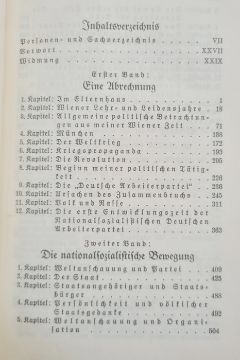 Inhaltsverzeichnis
Personen- und Sachverzeichnis VII
Vorwort XXVII
Widmung XXIX
Erster Band:
Eine Abrechnung
1. Kapitel: Im Elternhaus 1
2. Kapitel: Wiener Lehr- und Leidensjahre 18
3. Kapitel: Allgemeine politische Betrachtun-
gen aus meiner Wiener Zeit 71
4. Kapitel: München 138
5. Kapitel: Der Weltkrieg 172
6. Kapitel: Kriegspropaganda 193
7. Kapitel: Die Revolution 205
8. Kapitel: Beginn meiner politischen Tätig-
keit 226
9. Kapitel: Die „Deutsche Arbeiterpartei“ 236
10. Kapitel: Ursachen des Zusammenbruchs 245
11. Kapitel: Volk und Rasse 311
12. Kapitel: Die erste Entwicklungszeit der
Nationalsozialistischen Deutschen
Arbeiterpartei 363
Zweiter Band:
Die nationalsozialistische Bewegung
1. Kapitel: Weltanschauung und Partei 409
2. Kapitel: Der Staat 425
3. Kapitel: Staatsangehöriger und Staats-
bürger 488
4. Kapitel: Persönlichkeit und völkischer
Staatsgedanke 492
5. Kapitel: Weltanschauung und Organi-
sation 504